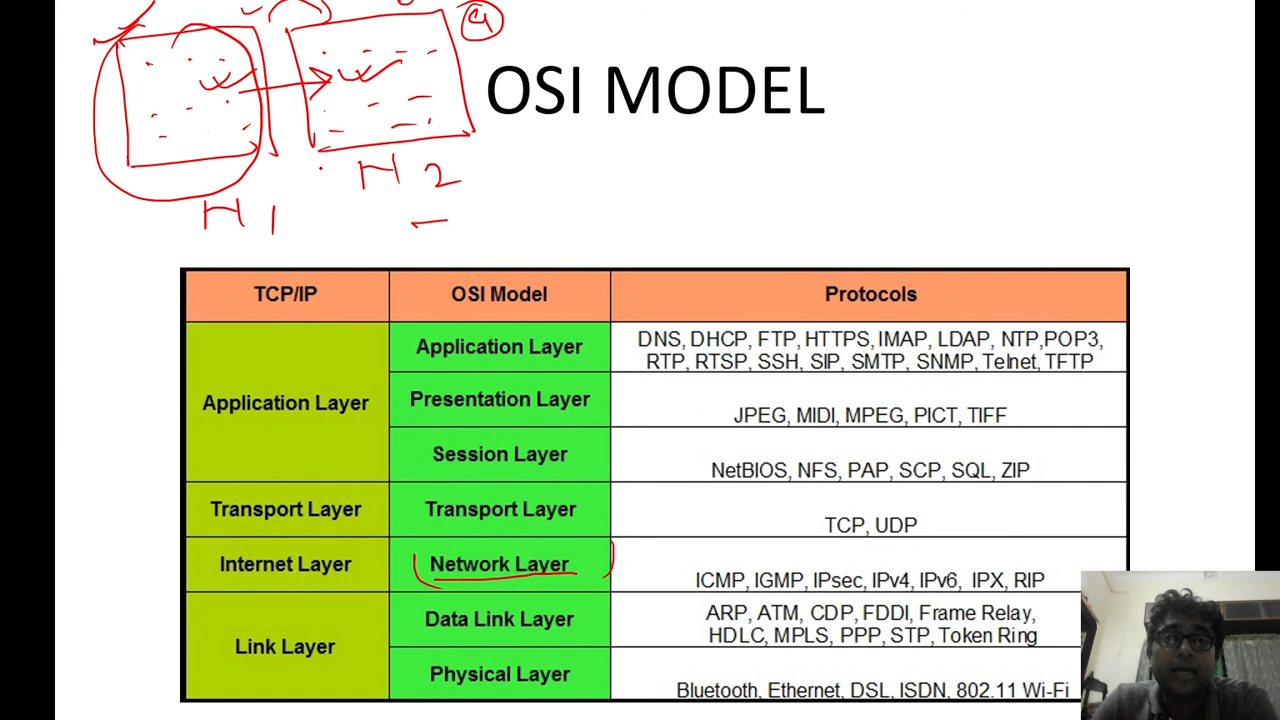 4
OSI MODEL
H 2
H 1
TCP/IP OSI Model Protocols
Application Layer
Application Layer
DNS, DHCP, FTP, HTTPS, IMAP, LDAP, NTP,POP3,
RTP, RTSP, SSH, SIP, SMTP, SNMP, Telnet, TFTP
Presentation Layer
JPEG, MIDI, MPEG, PICT, TIFF
Session Layer
NetBIOS, NFS, PAP, SCP, SQL, ZIP
Transport Layer
Transport Layer
TCP, UDP
Internet Layer
Network Layer
ICMP, IGMP, IPsec, IPv4, IPv6, IPX, RIP
Link Layer
Data Link Layer
ARP, ATM, CDP, FDDI, Frame Relay,
HDLC, MPLS, PPP, STP, Token Ring
Physical Layer
Bluetooth, Ethernet, DSL, ISDN, 802.11 Wi-Fi